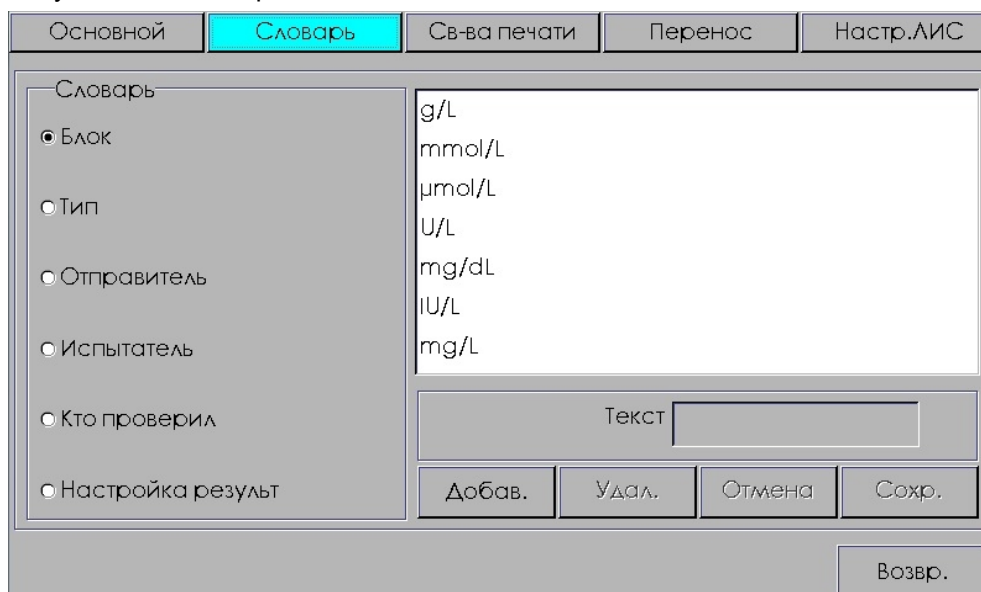 Основной
Словарь
Св-ва печати
Перенос
Настр.ЛИС
Словарь
Блок
Тип
Отправитель
Испытатель
Кто проверил
Настройка результ
g/L
mmol/L
µmol/L
U/L
mg/dL
IU/L
mg/L
Текст
Добав.
Удал.
Отмена
Сохр.
Возвр.